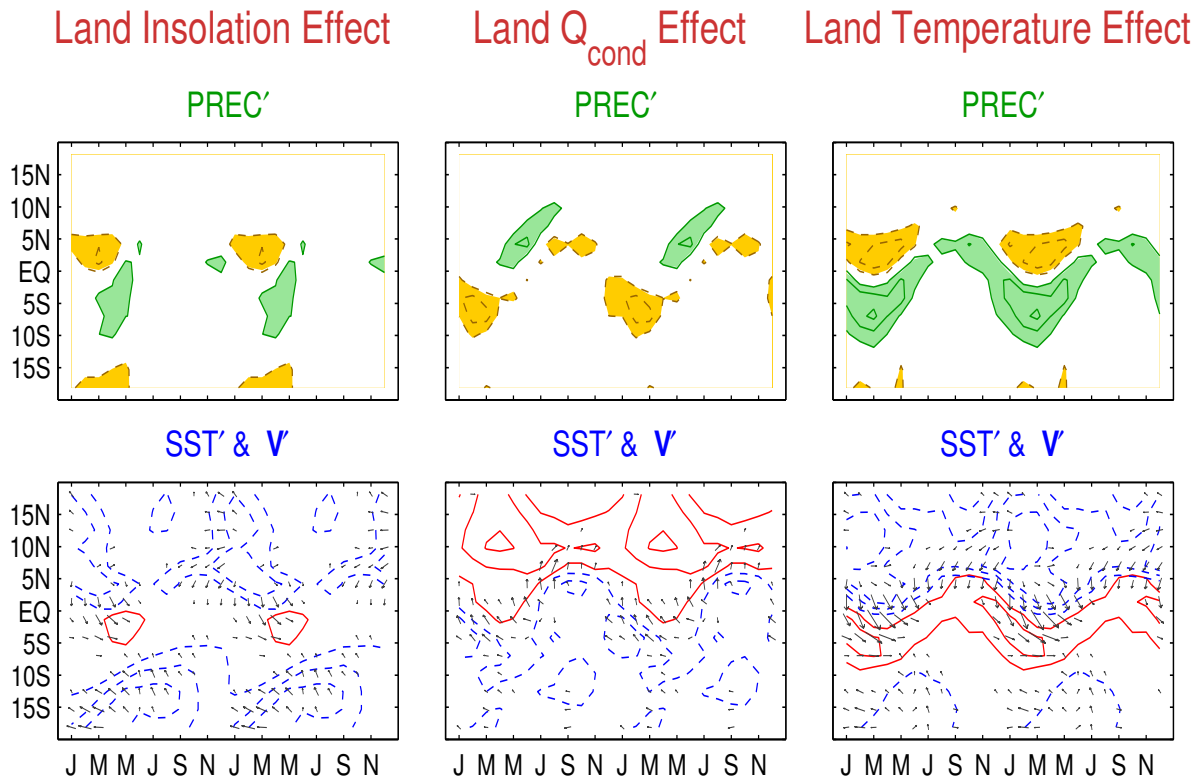 Land Insolation Effect
Land Qcond Effect
Land Temperature Effect
PREC′
PREC′
PREC′
15N
10N
5N
EQ
5S
10S
15S
SST′ & V′
SST′ & V′
SST′ & V′
15N
10N
5N
EQ
5S
10S
15S
J M M J S N J M M J S N
J M M J S N J M M J S N
J M M J S N J M M J S N